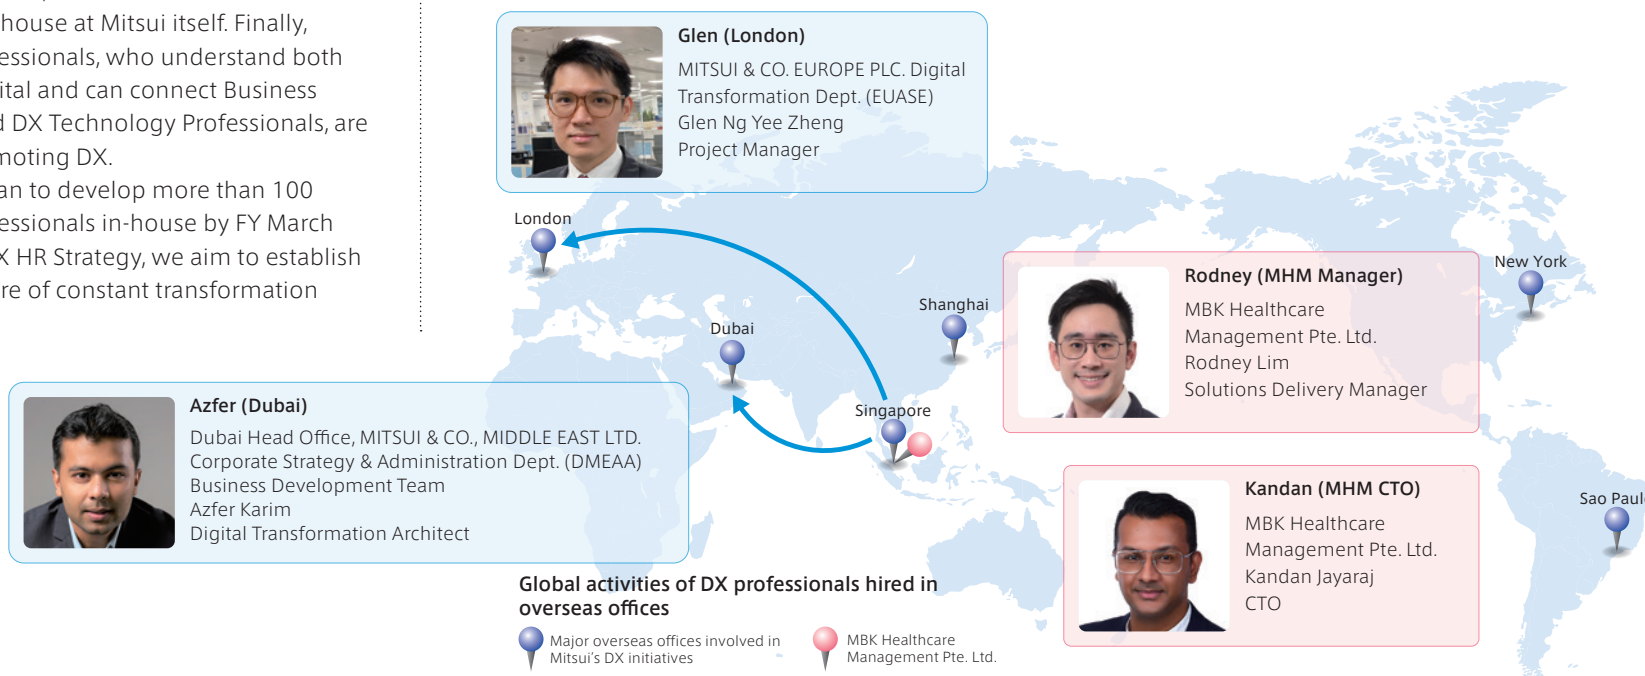 house at Mitsui itself. Finally,
who understand both
and can connect Business
DX Technology Professionals, are
DX.
to develop more than 100
in-house by FY March
HR Strategy, we aim to establish
of constant transformation
Glen (London)
MITSUI & CO. EUROPE PLC. Digital
Transformation Dept. (EUASE)
Glen Ng Yee Zheng
Project Manager
London
New York
Rodney (MHM Manager)
MBK Healthcare
Management Pte. Ltd.
Rodney Lim
Solutions Delivery Manager
Shanghai
Dubai
Singapore
Azfer (Dubai)
Dubai Head Office, MITSUI & CO., MIDDLE EAST LTD.
Corporate Strategy & Administration Dept. (DMEAA)
Business Development Team
Azfer Karim
Digital Transformation Architect
Kandan (MHM CTO)
MBK Healthcare
Management Pte. Ltd.
Kandan Jayaraj
CTO
Sao Paul
Global activities of DX professionals hired in
overseas offices
Major overseas offices involved in
Mitsui's DX initiatives
MBK Healthcare
Management Pte. Ltd.